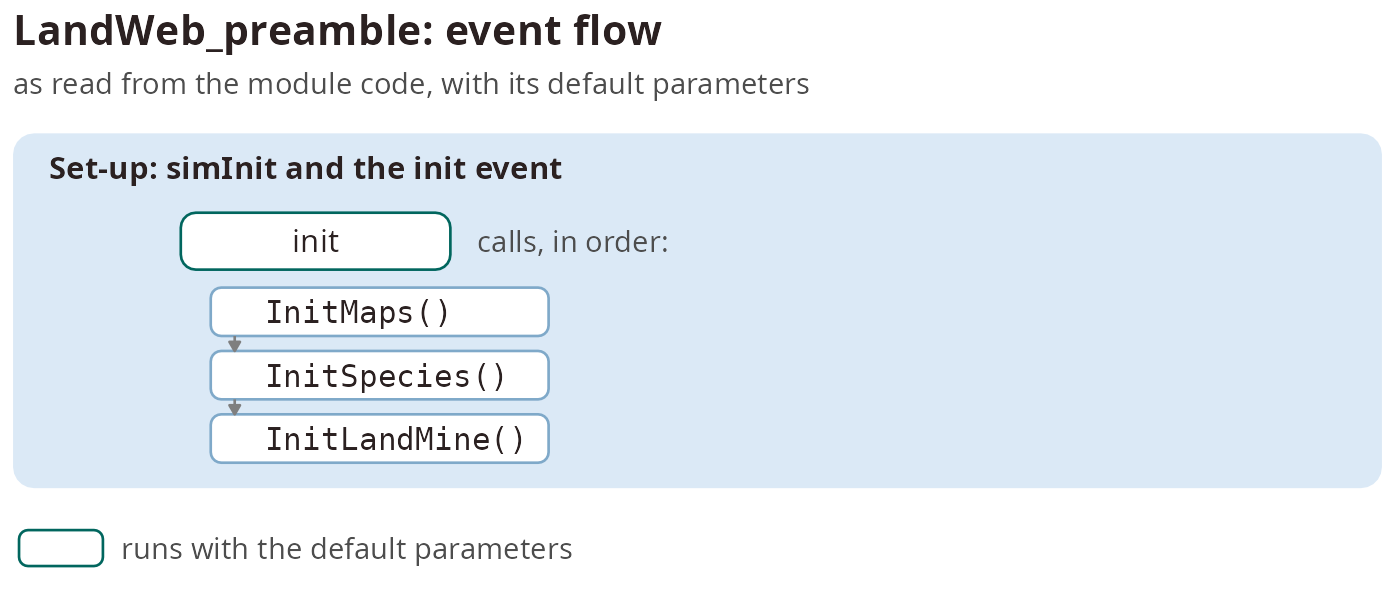 LandWeb_preamble: event flow
as read from the module code, with its default parameters
Set-up: simInit and the init event
init calls, in order:
InitMaps()
InitSpecies()
InitLandMine()
runs with the default parameters